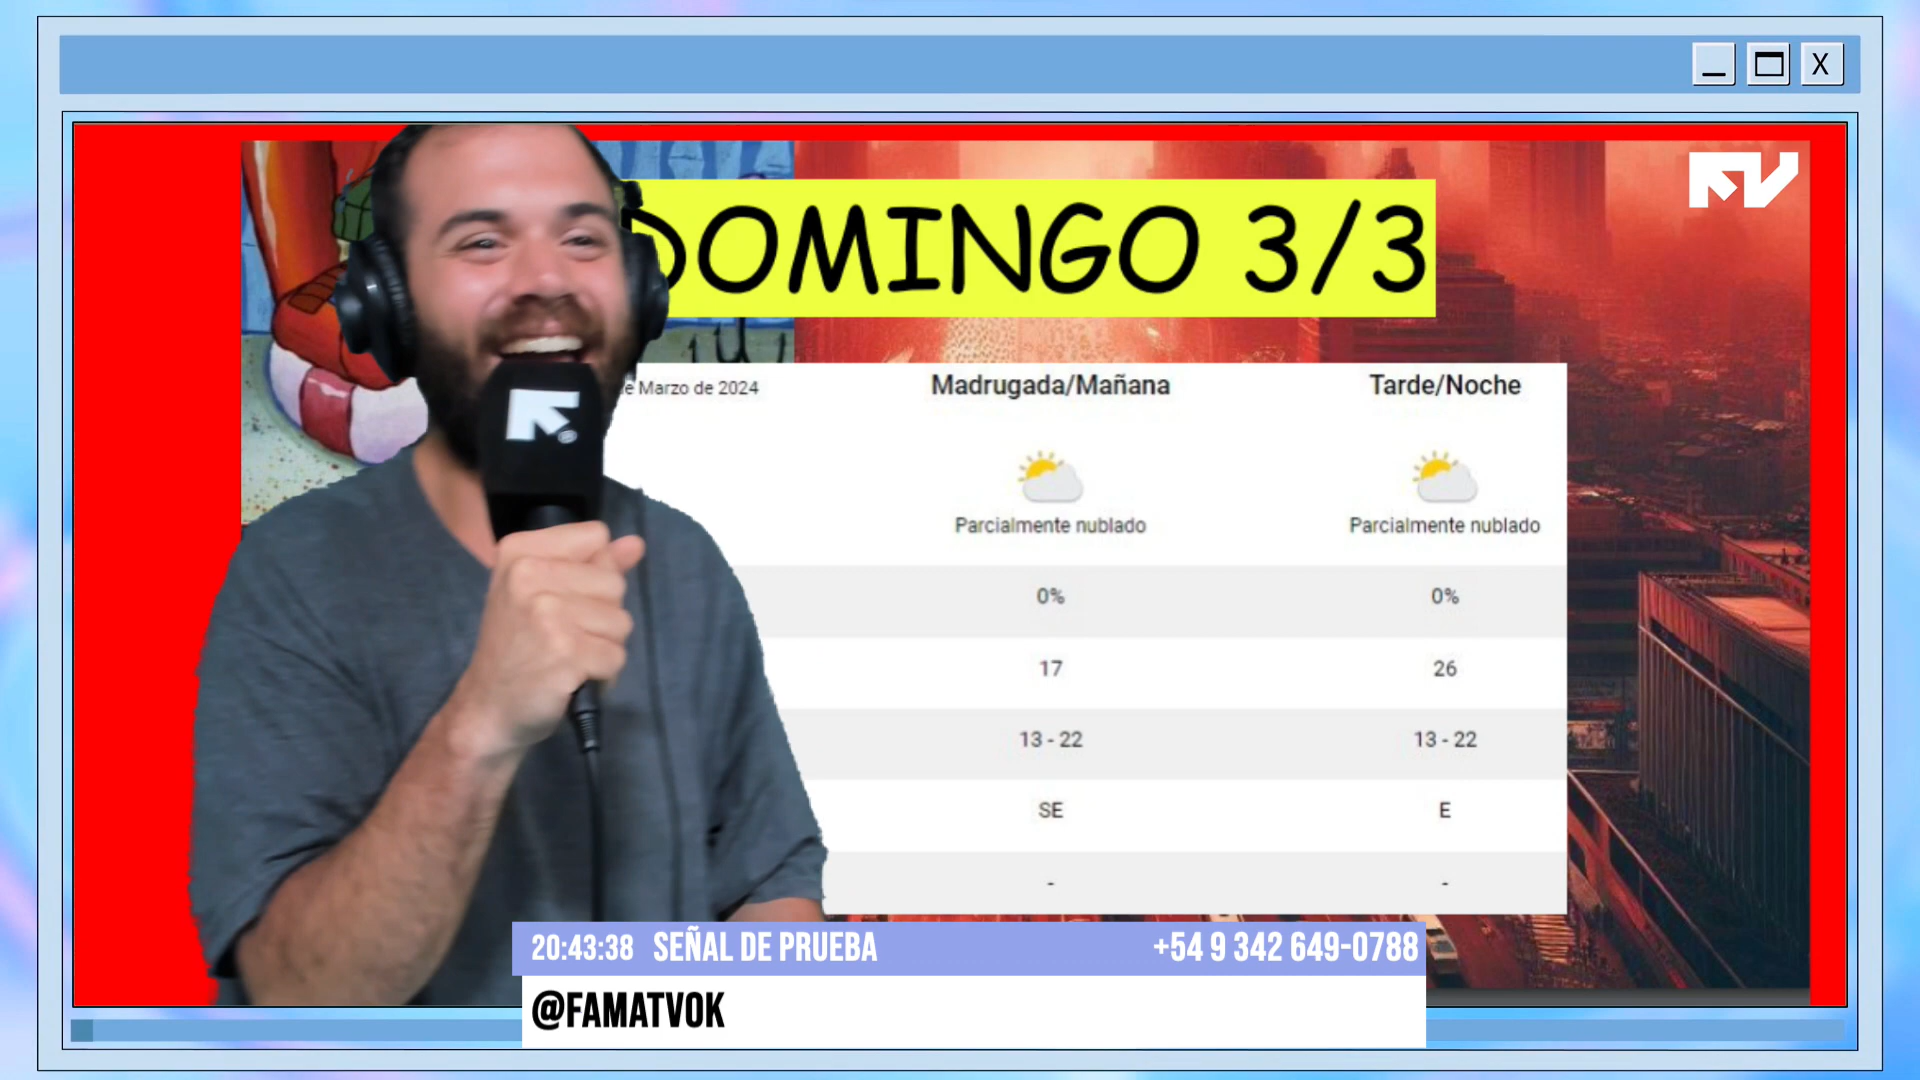 X
DOMINGO 3/3
e Marzo de 2024
Madrugada/Mañana
Tarde/Noche
Parcialmente nublado
Parcialmente nublado
0%
0%
17
26
13 - 22
13 - 22
SE
E
-
-
20:43:38 SEÑAL DE PRUEBA
+54 9 342 649-0788
@FAMATVOK